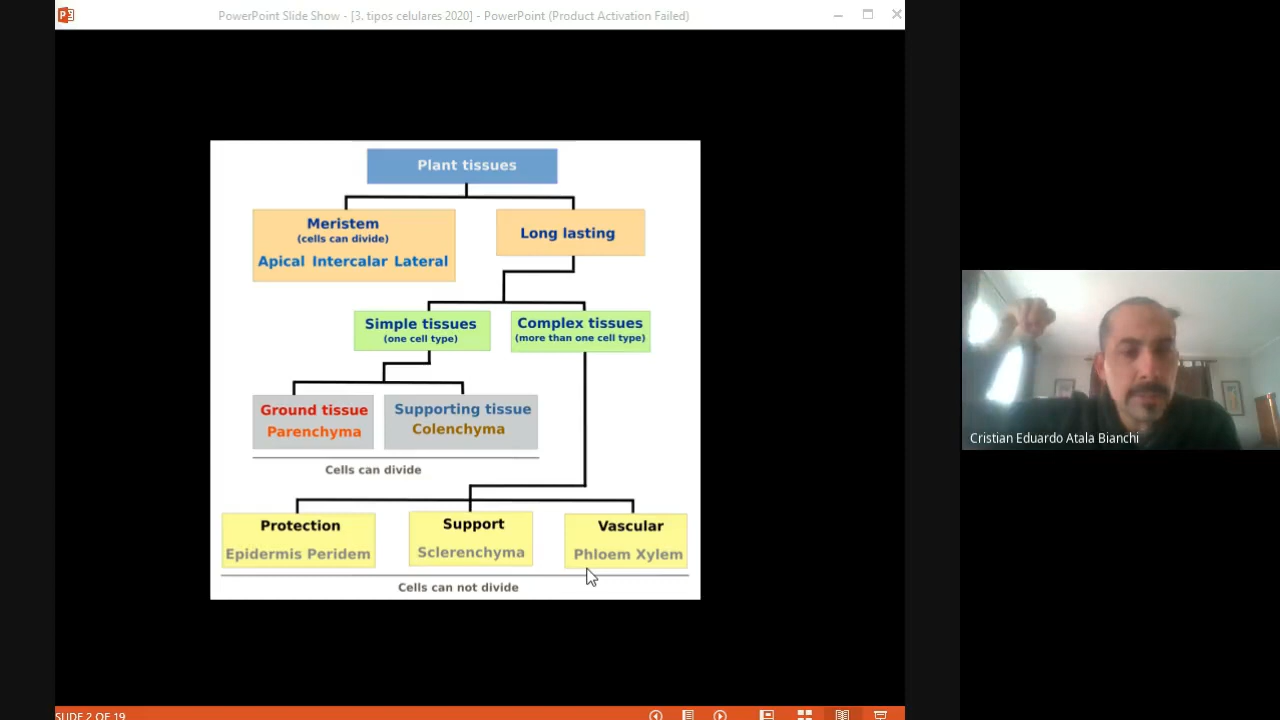 PowerPoint Slide Show - [3. tipos celulares 2020] - PowerPoint (Product Activation Failed)
Plant tissues
Meristem
(cells can divide)
Apical Intercalar Lateral
Long lasting
Simple tissues
(one cell type)
Complex tissues
(more than one cell type)
Ground tissue
Parenchyma
Supporting tissue
Colenchyma
Cells can divide
Protection
Epidermis Peridem
Support
Sclerenchyma
Vascular
Phloem Xylem
Cells can not divide
Cristian Eduardo Atala Bianchi
SLIDE 2 OF 19